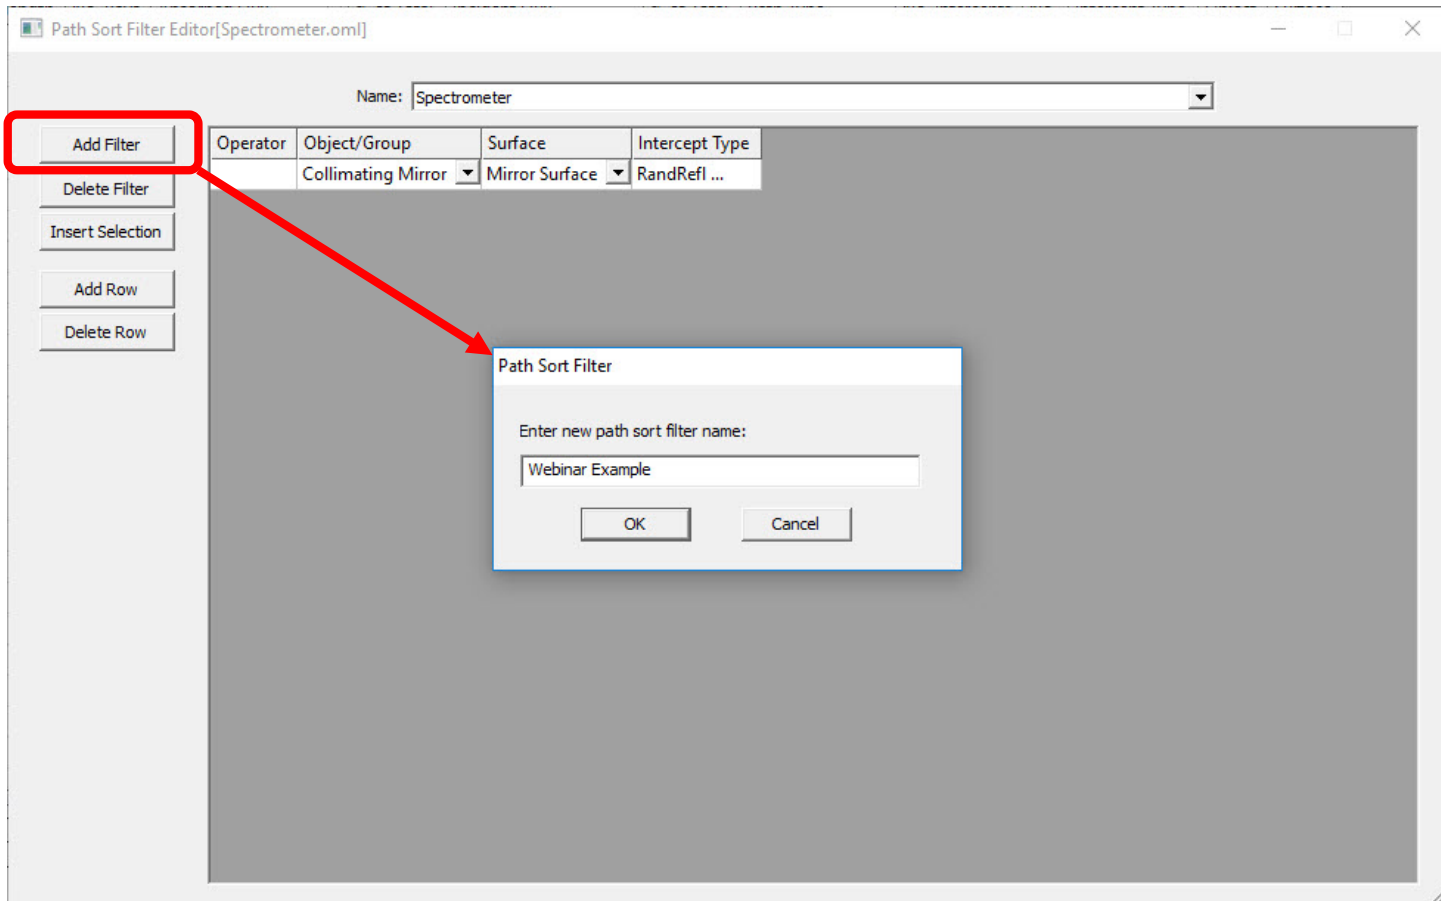 Path Sort Filter Editor[Spectrometer.oml]
Name: Spectrometer
Add Filter
Delete Filter
Insert Selection
Add Row
Delete Row
Operator Object/Group Surface Intercept Type
Collimating Mirror Mirror Surface RandRefl ...
Path Sort Filter
Enter new path sort filter name:
Webinar Example
OK Cancel